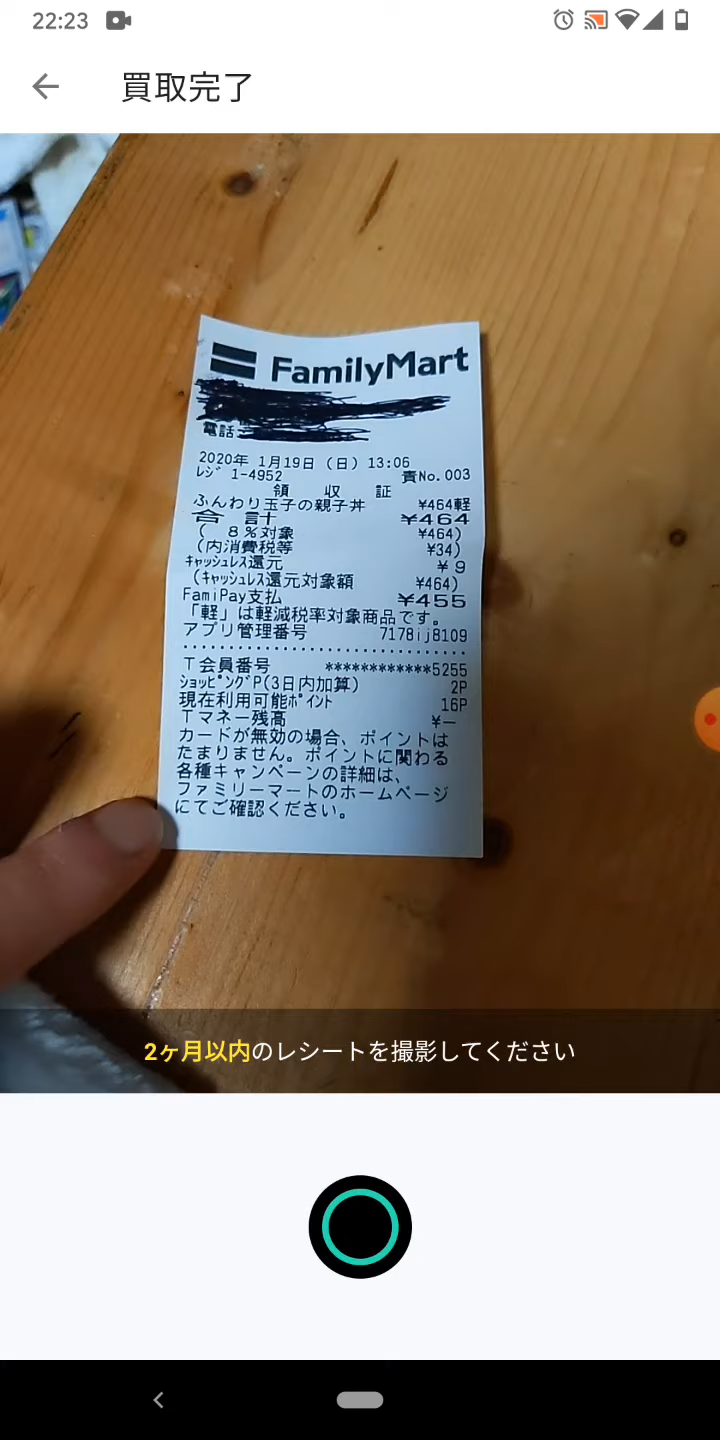 22:23
買取完了
FamilyMart
電話
2020年 1月19日(日)13:06
ﾚｼﾞ 1-4952 責No.003
領 収 証
ふんわり玉子の親子丼 ¥464軽
合 計 ¥464
( 8%対象 ¥464)
(内消費税等 ¥34)
ｷｬｯｼｭﾚｽ還元 ¥9
(ｷｬｯｼｭﾚｽ還元対象額 ¥464)
FamiPay支払 ¥455
「軽」は軽減税率対象商品です。
アプリ管理番号 7178ij8109
T会員番号 ************5255
ｼｮｯﾋﾟﾝｸﾞP(3日内加算) 2P
現在利用可能ﾎﾟｲﾝﾄ 16P
Tマネー残高 ¥—
カードが無効の場合、ポイントは
たまりません。ポイントに関わる
各種キャンペーンの詳細は、
ファミリーマートのホームページ
にてご確認ください。
2ヶ月以内のレシートを撮影してください